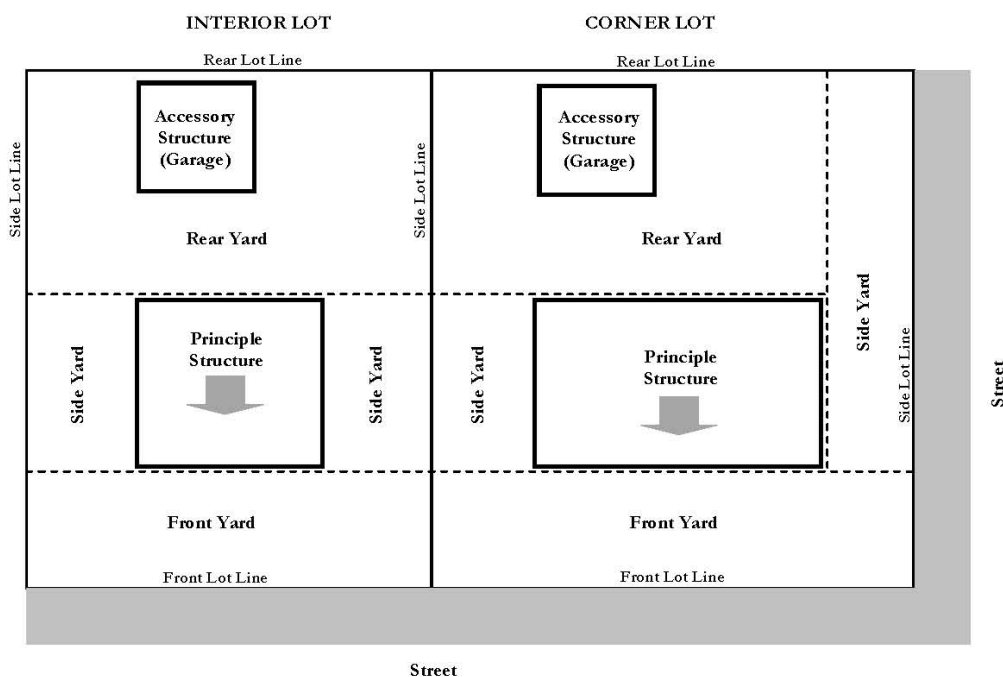 INTERIOR LOT
CORNER LOT
Rear Lot Line
Rear Lot Line
Accessory
Structure
(Garage)
Accessory
Structure
(Garage)
Side Lot Line
Side Lot Line
Rear Yard
Rear Yard
Side Yard
Principle
Structure
Side Yard
Side Yard
Principle
Structure
Side Yard
Side Lot Line
Street
Front Yard
Front Yard
Front Lot Line
Front Lot Line
Street